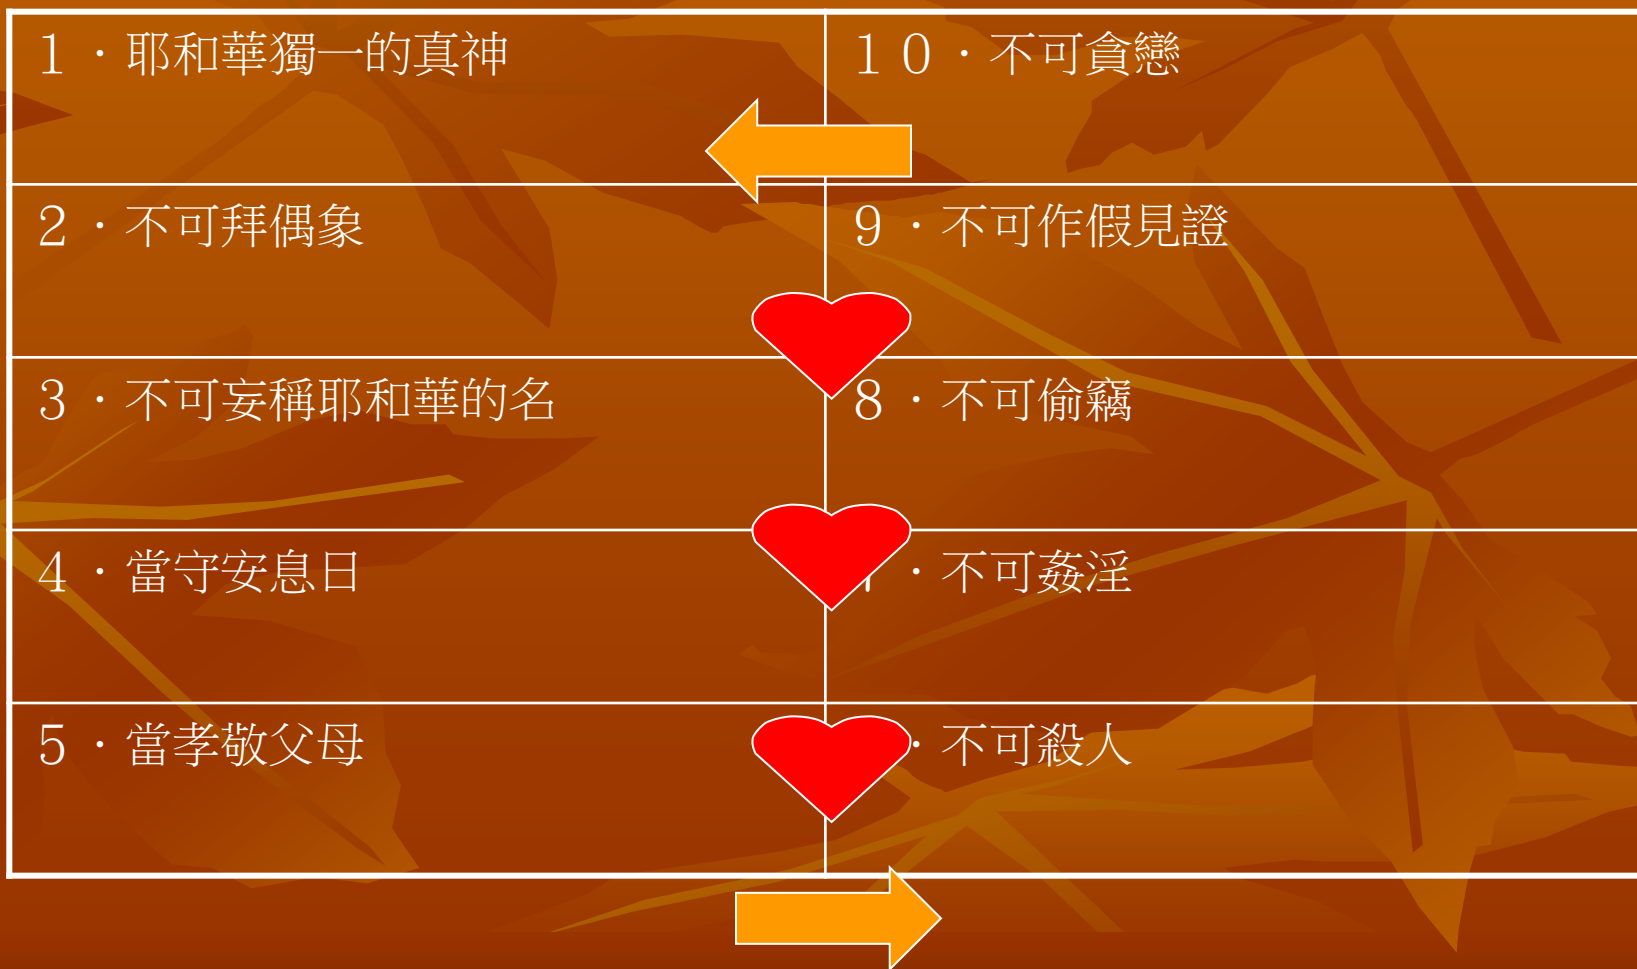 １．耶和華獨一的真神
１０．不可貪戀
２．不可拜偶象
９．不可作假見證
３．不可妄稱耶和華的名
８．不可偷竊
４．當守安息日
．不可姦淫
５．當孝敬父母
．不可殺人